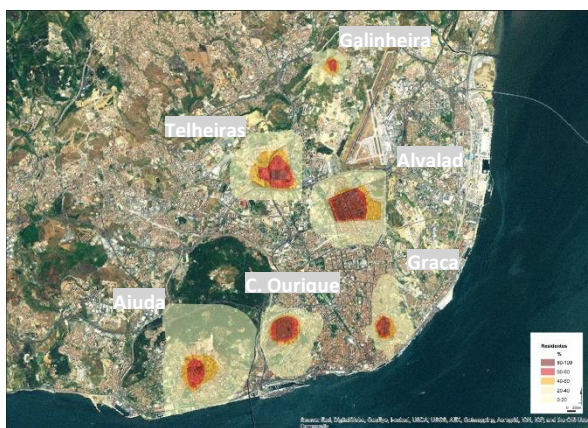 Galinheira
Telheiras
Alvalad
Graca
C. Ourique
Ajuda
Residentes
%
80-100
60-80
40-60
20-40
0-20